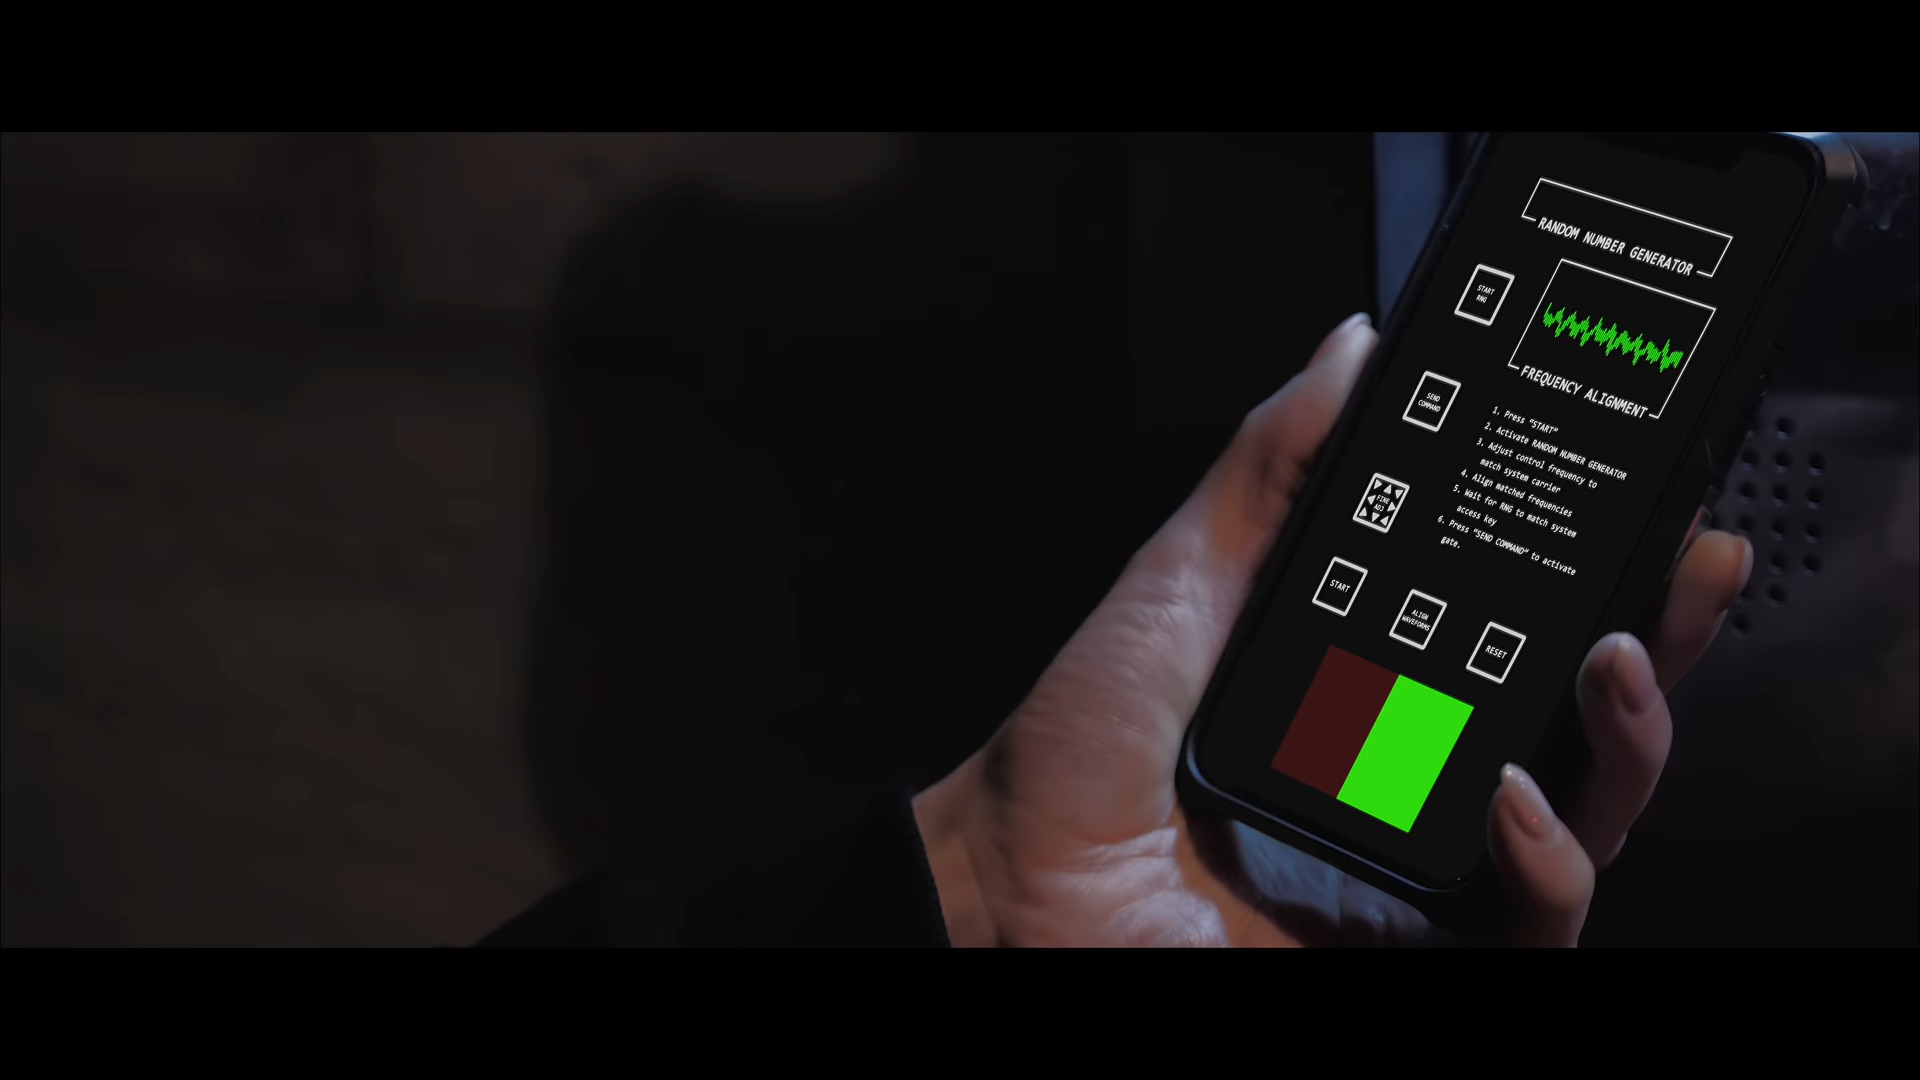 RANDOM NUMBER GENERATOR
START
RNG
FREQUENCY ALIGNMENT
SEND
COMMAND
1. Press "START"
2. Activate RANDOM NUMBER GENERATOR
3. Adjust control frequency to
match system carrier
4. Align matched frequencies
5. Wait for RNG to match system
access key
6. Press "SEND COMMAND" to activate
gate.
FINE
ADJ
START
ALIGN
WAVEFORMS
RESET